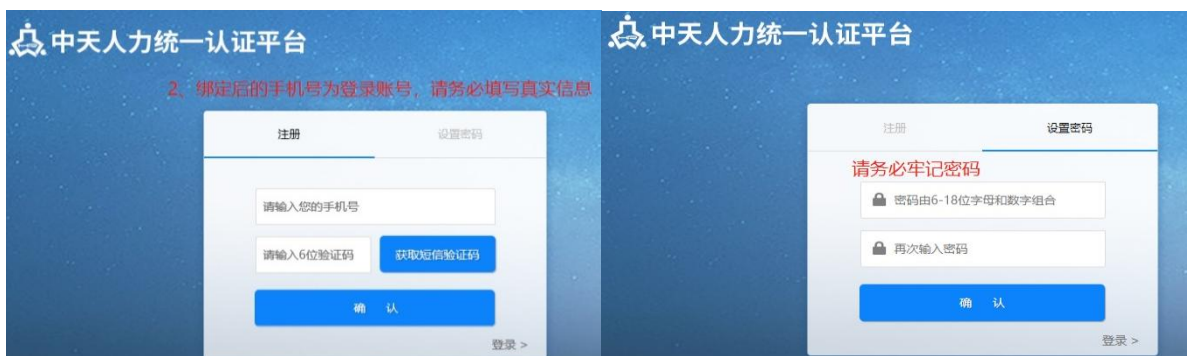 中天人力统一认证平台
2、绑定后的手机号为登录账号，请务必填写真实信息
注册
设置密码
请输入您的手机号
请输入6位验证码
获取短信验证码
确 认
登录 >
中天人力统一认证平台
注册
设置密码
请务必牢记密码
密码由6-18位字母和数字组合
再次输入密码
确 认
登录 >